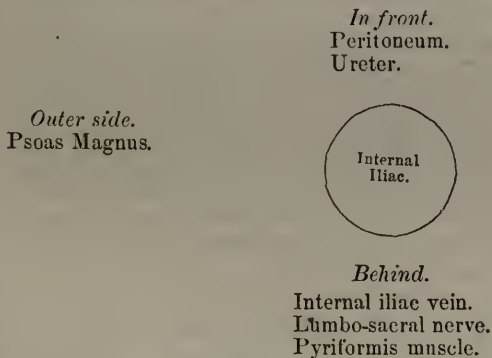 In front.
Peritoneum.
Ureter.
Outer side.
Psoas Magnus.
Internal
Iliac.
Behind.
Internal iliac vein.
Lumbo-sacral nerve.
Pyriformis muscle.